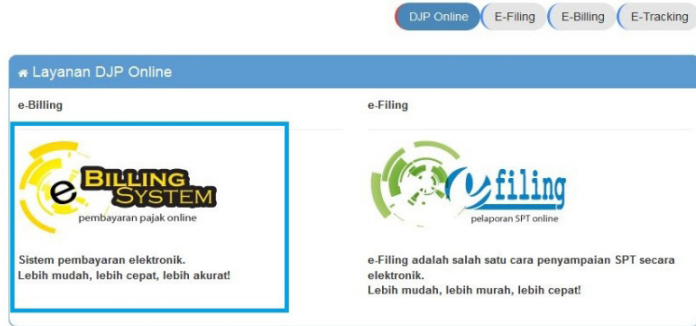 DJP Online E-Filing E-Billing E-Tracking
Layanan DJP Online
e-Billing
e BILLING
SYSTEM
pembayaran pajak online
Sistem pembayaran elektronik.
Lebih mudah, lebih cepat, lebih akurat!
e-Filing
e filing
pelaporan SPT online
e-Filing adalah salah satu cara penyampaian SPT secara
elektronik.
Lebih mudah, lebih murah, lebih cepat!